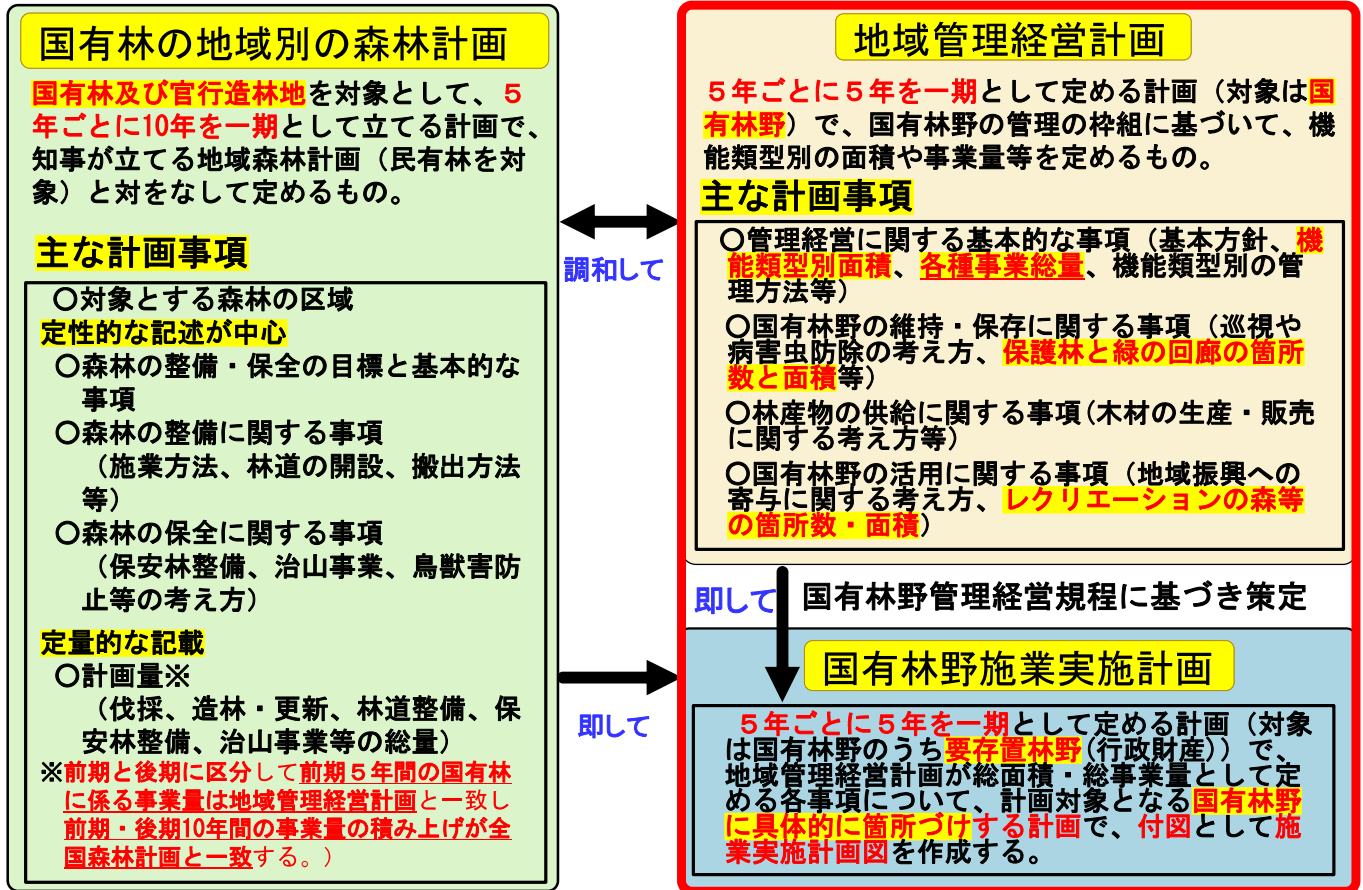 国有林の地域別の森林計画
国有林及び官行造林地を対象として、５
年ごとに10年を一期として立てる計画で、
知事が立てる地域森林計画（民有林を対
象）と対をなして定めるもの。
主な計画事項
○対象とする森林の区域
定性的な記述が中心
○森林の整備・保全の目標と基本的な
事項
○森林の整備に関する事項
（施業方法、林道の開設、搬出方法
等）
○森林の保全に関する事項
（保安林整備、治山事業、鳥獣害防
止等の考え方）
定量的な記載
○計画量※
（伐採、造林・更新、林道整備、保
安林整備、治山事業等の総量）
※前期と後期に区分して前期５年間の国有林
に係る事業量は地域管理経営計画と一致し
前期・後期10年間の事業量の積み上げが全
国森林計画と一致する。）
調和して
即して
地域管理経営計画
５年ごとに５年を一期として定める計画（対象は国
有林野）で、国有林野の管理の枠組に基づいて、機
能類型別の面積や事業量等を定めるもの。
主な計画事項
○管理経営に関する基本的な事項（基本方針、機
能類型別面積、各種事業総量、機能類型別の管
理方法等）
○国有林野の維持・保存に関する事項（巡視や
病害虫防除の考え方、保護林と緑の回廊の箇所
数と面積等）
○林産物の供給に関する事項(木材の生産・販売
に関する考え方等）
○国有林野の活用に関する事項（地域振興への
寄与に関する考え方、レクリエーションの森等
の箇所数・面積）
即して
国有林野管理経営規程に基づき策定
国有林野施業実施計画
５年ごとに５年を一期として定める計画（対象
は国有林野のうち要存置林野(行政財産））で、
地域管理経営計画が総面積・総事業量として定
める各事項について、計画対象となる国有林野
に具体的に箇所づけする計画で、付図として施
業実施計画図を作成する。